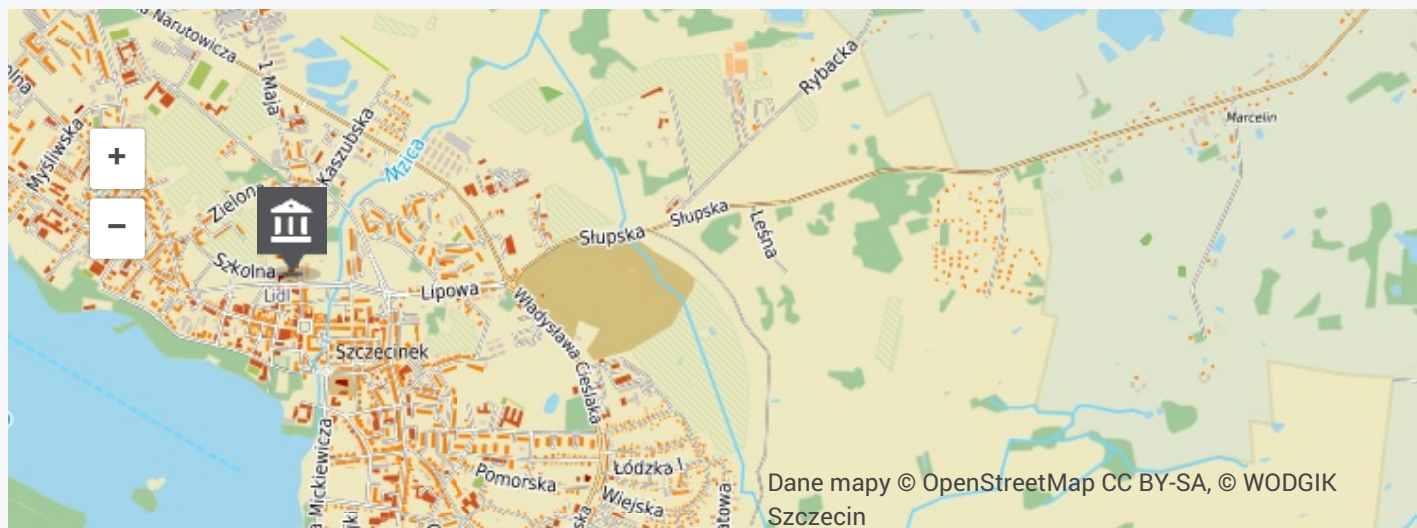 Narutowicza
olna
1 Maja
Rybacka
Myśliwska
Kaszubska
Mzica
Marcelin
+
Zielona
−
Słupska
Słupska
Leśna
Szkolna
Lidl
Lipowa
Władysława Cieślaka
Szczecinek
Mickiewicza
Pomorska
Łódzka
Wiejska
Dane mapy © OpenStreetMap CC BY-SA, © WODGIK
Szczecin